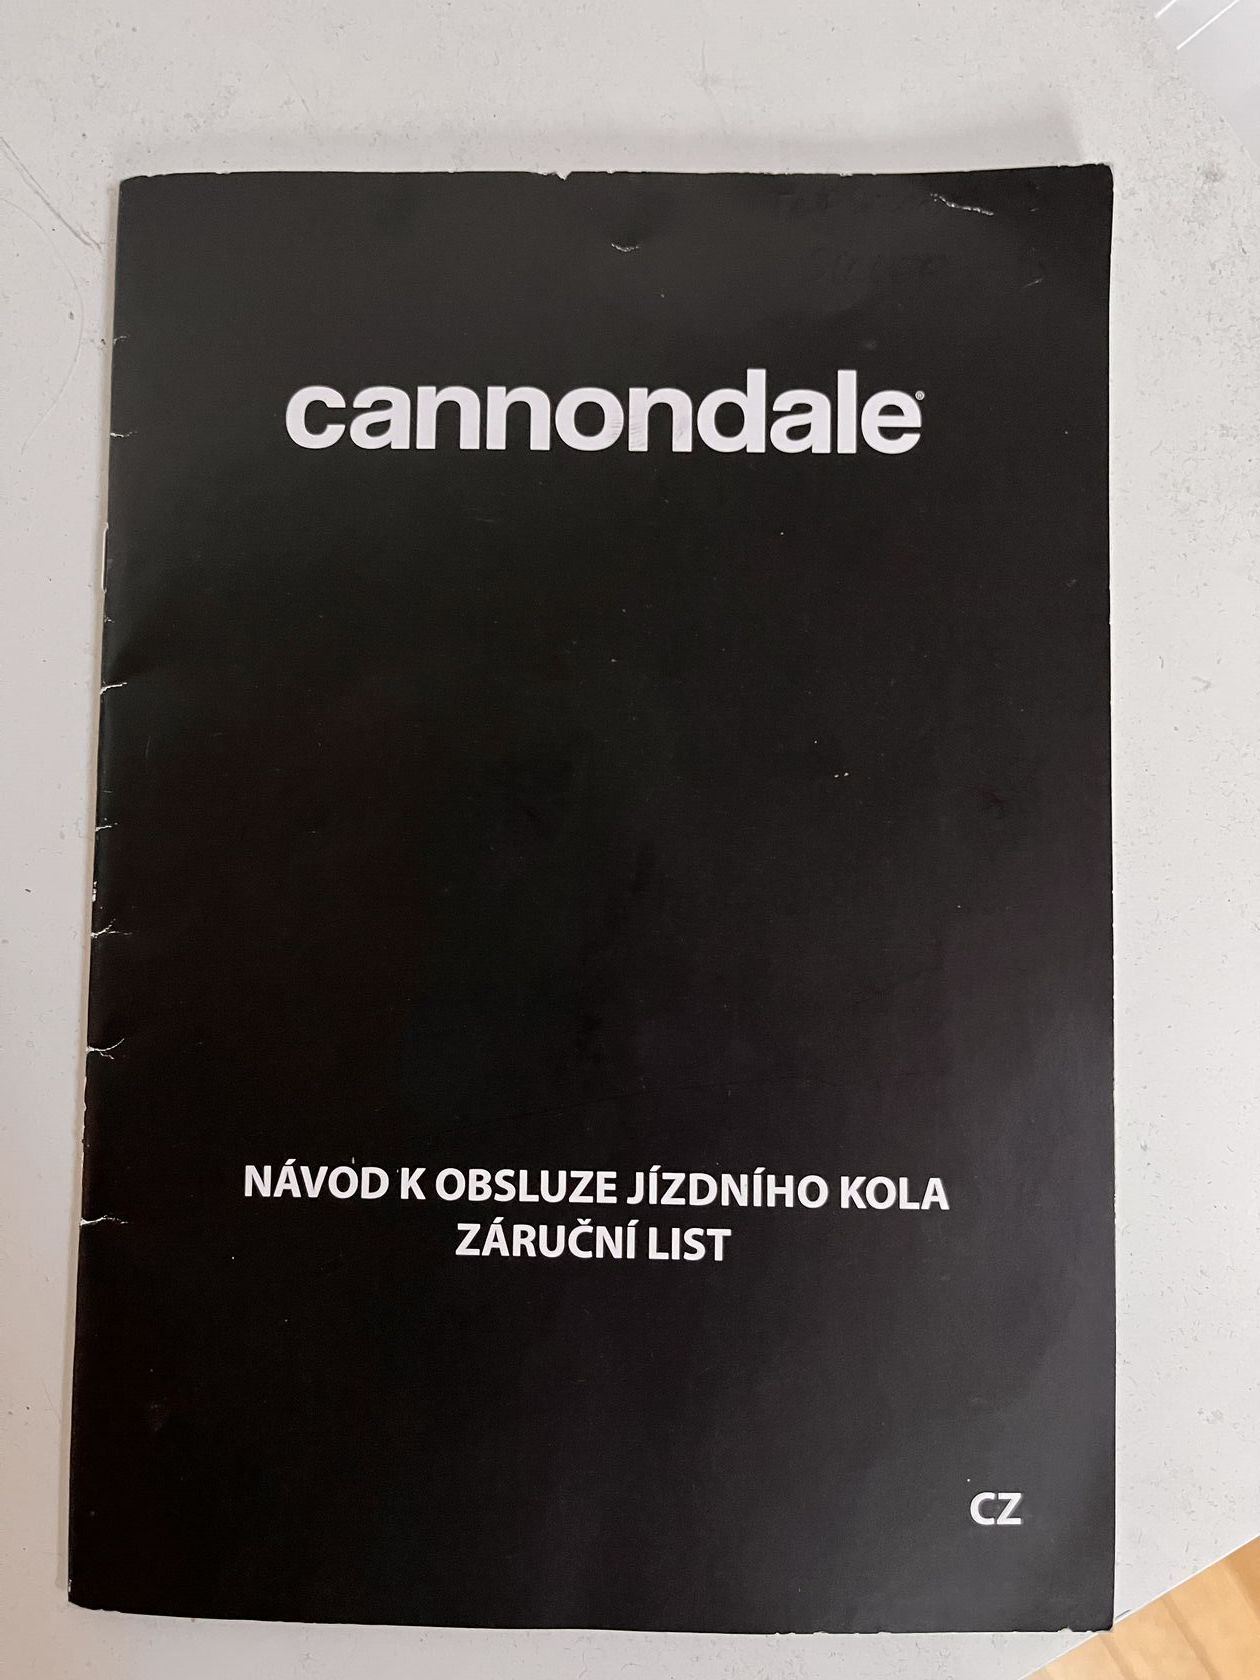 cannondale®
NÁVOD K OBSLUZE JÍZDNÍHO KOLA
ZÁRUČNÍ LIST
CZ